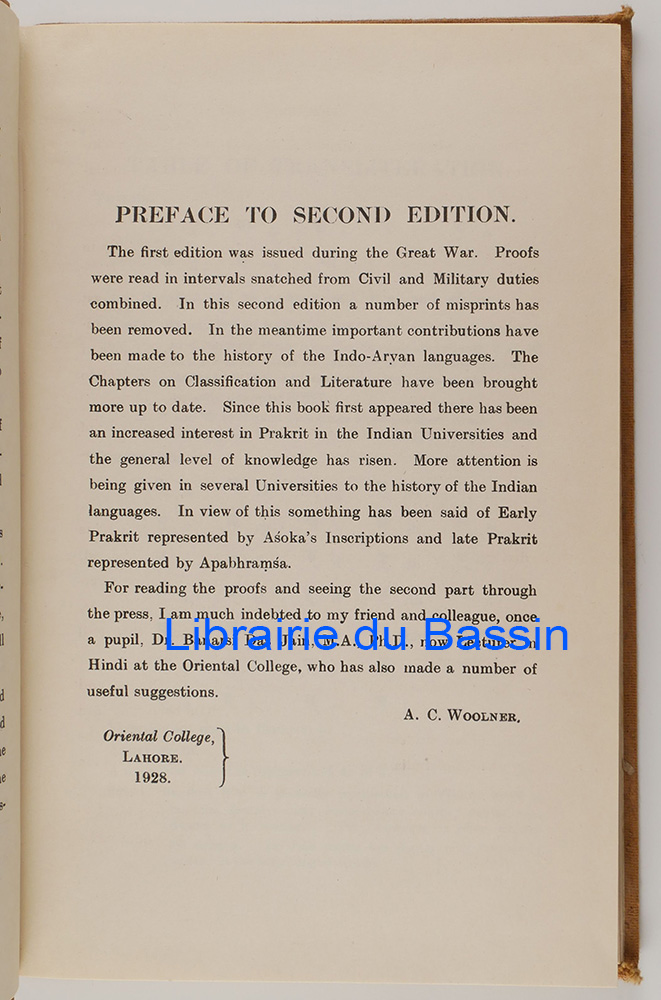 PREFACE TO SECOND EDITION.
The first edition was issued during the Great War. Proofs
were read in intervals snatched from Civil and Military duties
combined. In this second edition a number of misprints has
been removed. In the meantime important contributions have
been made to the history of the Indo-Aryan languages. The
Chapters on Classification and Literature have been brought
more up to date. Since this book first appeared there has been
an increased interest in Prakrit in the Indian Universities and
the general level of knowledge has risen. More attention is
being given in several Universities to the history of the Indian
languages. In view of this something has been said of Early
Prakrit represented by Aśoka's Inscriptions and late Prakrit
represented by Apabhraṃśa.
For reading the proofs and seeing the second part through
the press, I am much indebted to my friend and colleague, once
a pupil, Dr. Jain, M.A., Ph.D., now Lecturer in
Librairie du Bassin
Hindi at the Oriental College, who has also made a number of
useful suggestions.
A. C. WOOLNER.
Oriental College,
LAHORE.
1928.